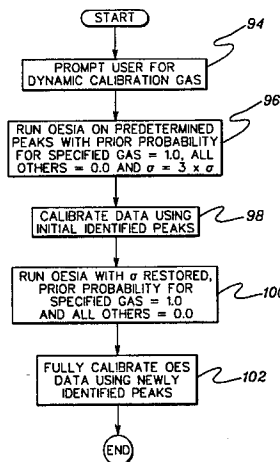 START
94
PROMPT USER FOR
DYNAMIC CALIBRATION GAS
96
RUN OESIA ON PREDETERMINED
PEAKS WITH PRIOR PROBABILITY
FOR SPECIFIED GAS = 1.0, ALL
OTHERS = 0.0 AND σ = 3 × σ
CALIBRATE DATA USING
INITIAL IDENTIFIED PEAKS
98
RUN OESIA WITH σ RESTORED,
PRIOR PROBABILITY FOR
SPECIFIED GAS = 1.0
AND ALL OTHERS = 0.0
100
FULLY CALIBRATE OES
DATA USING NEWLY
IDENTIFIED PEAKS
102
END